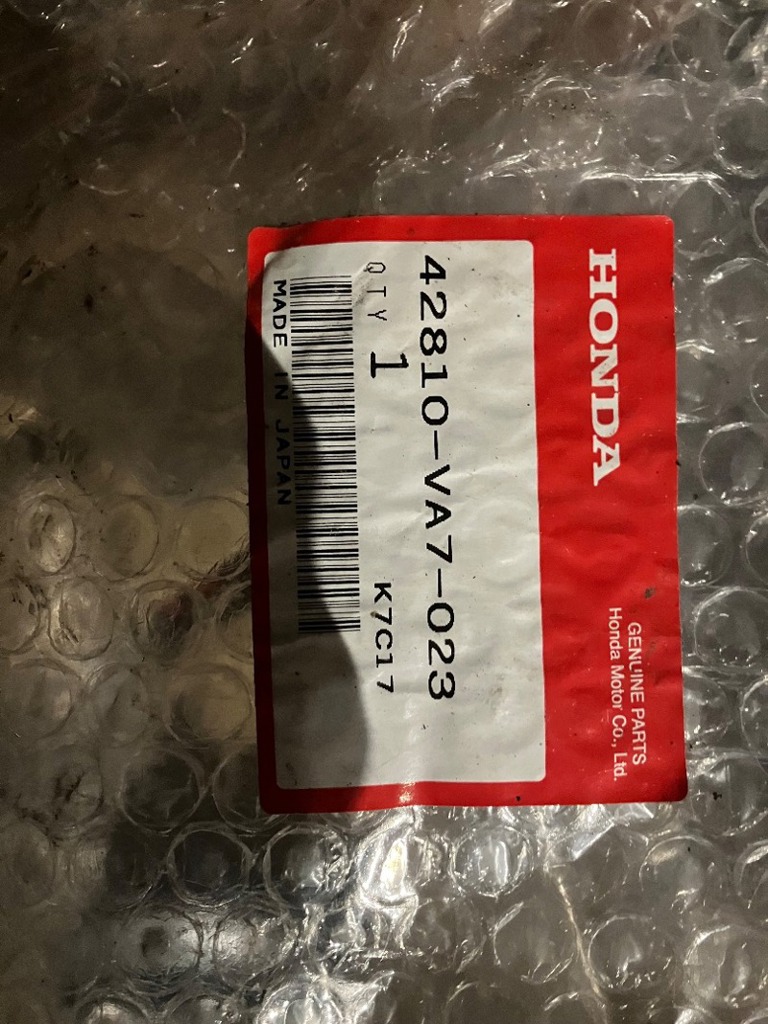 HONDA
GENUINE PARTS
Honda Motor Co., Ltd.
42810-VA7-023
QTY 1 K7C17
MADE IN JAPAN